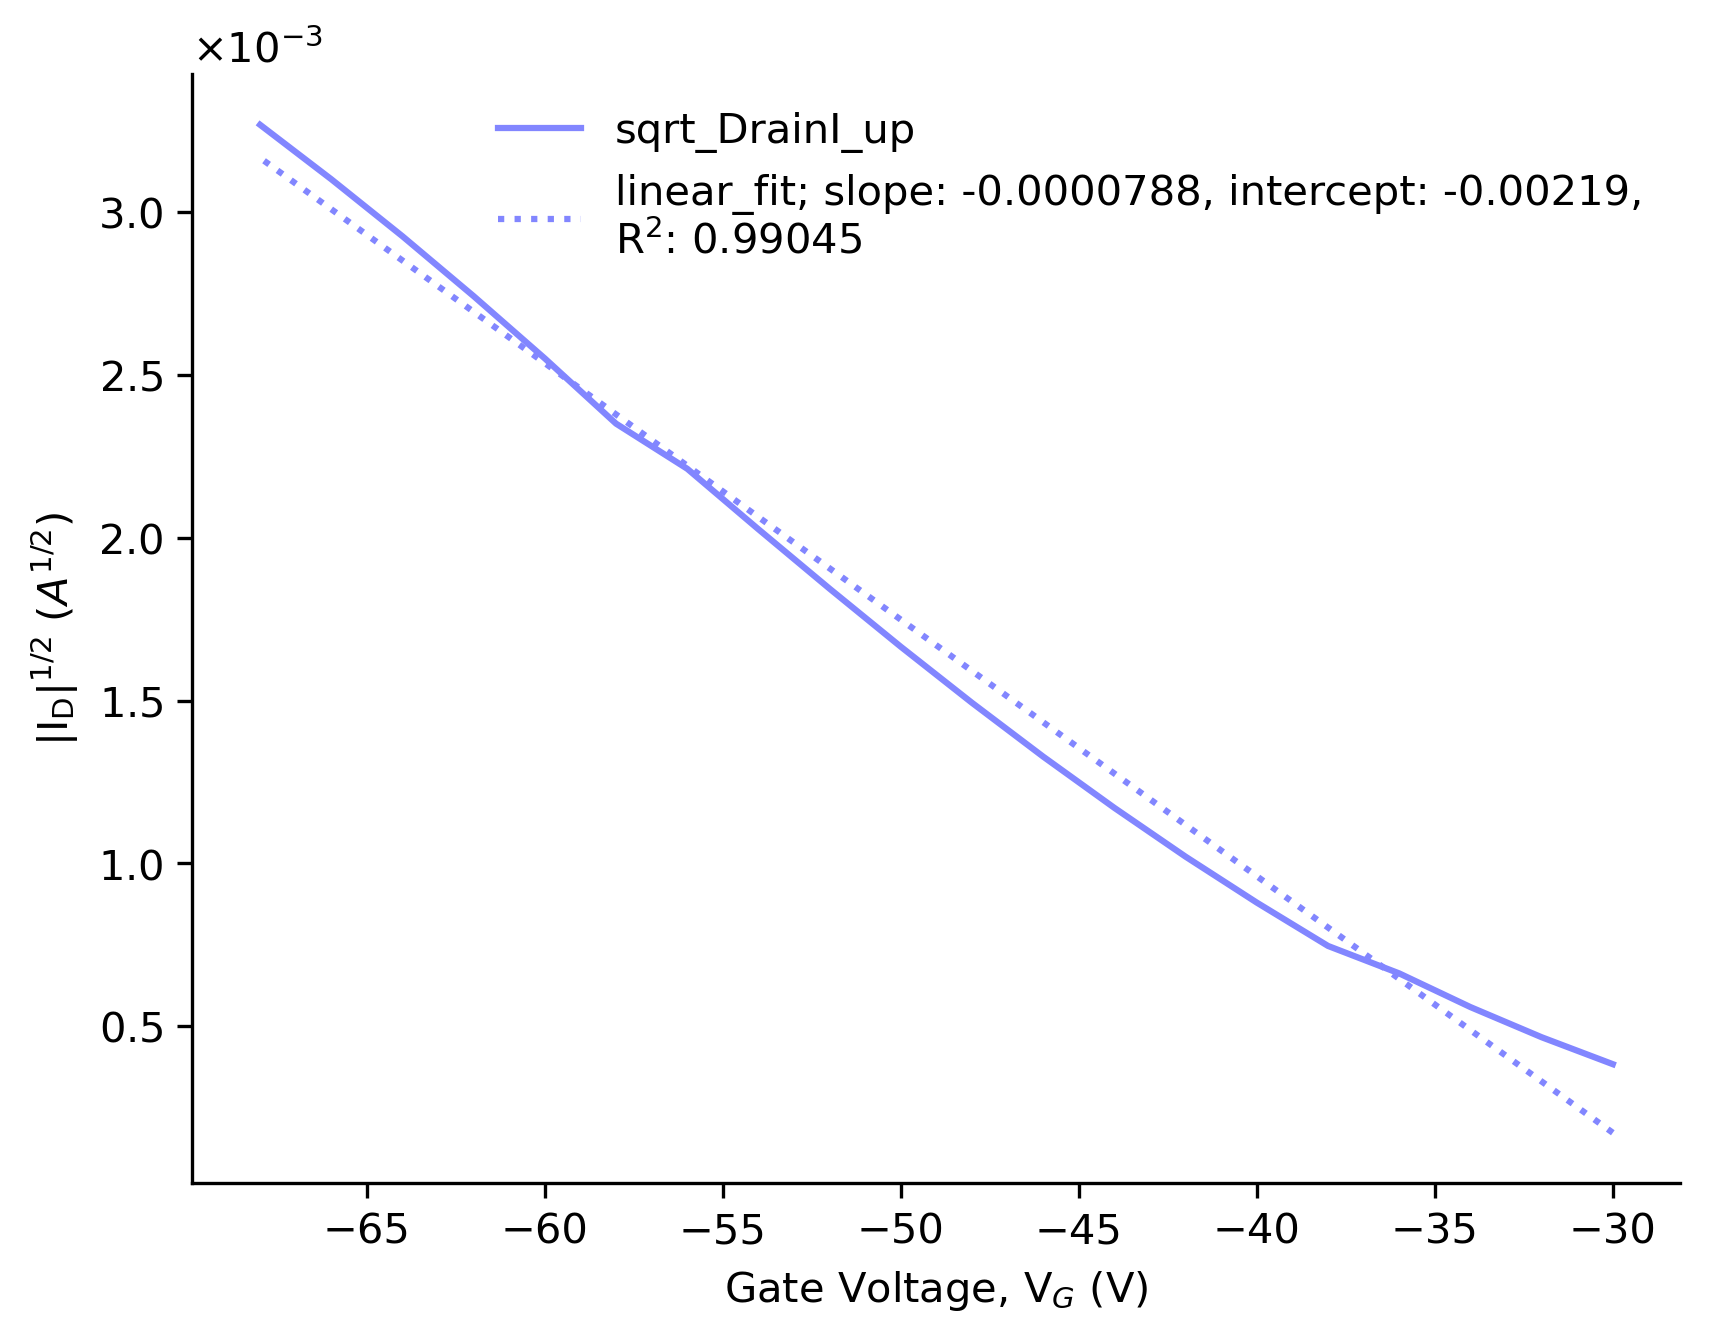 ×10⁻³
sqrt_DrainI_up
linear_fit; slope: -0.0000788, intercept: -0.00219,
R²: 0.99045
3.0
2.5
2.0
1.5
1.0
0.5
|I_D|^1/2 (A^1/2)
−65 −60 −55 −50 −45 −40 −35 −30
Gate Voltage, V_G (V)